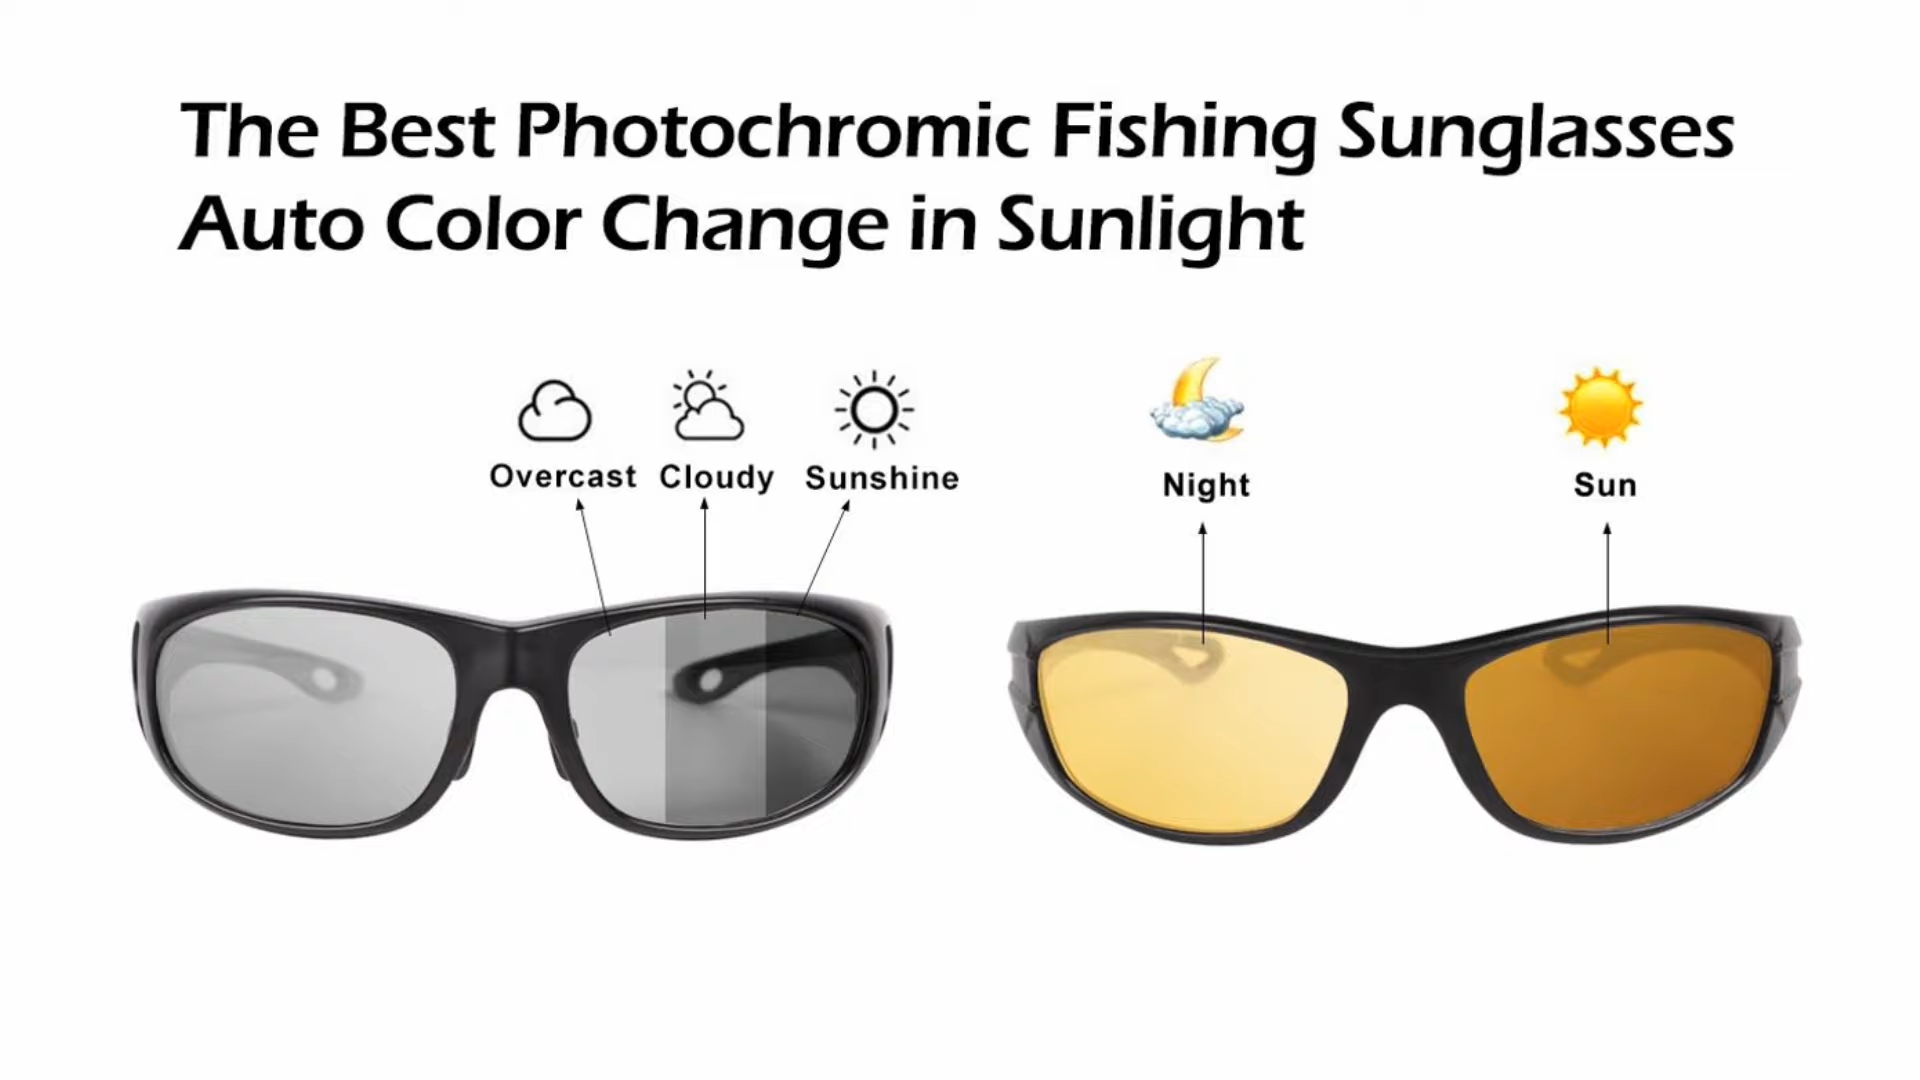 The Best Photochromic Fishing Sunglasses
Auto Color Change in Sunlight
Overcast Cloudy Sunshine
Night Sun